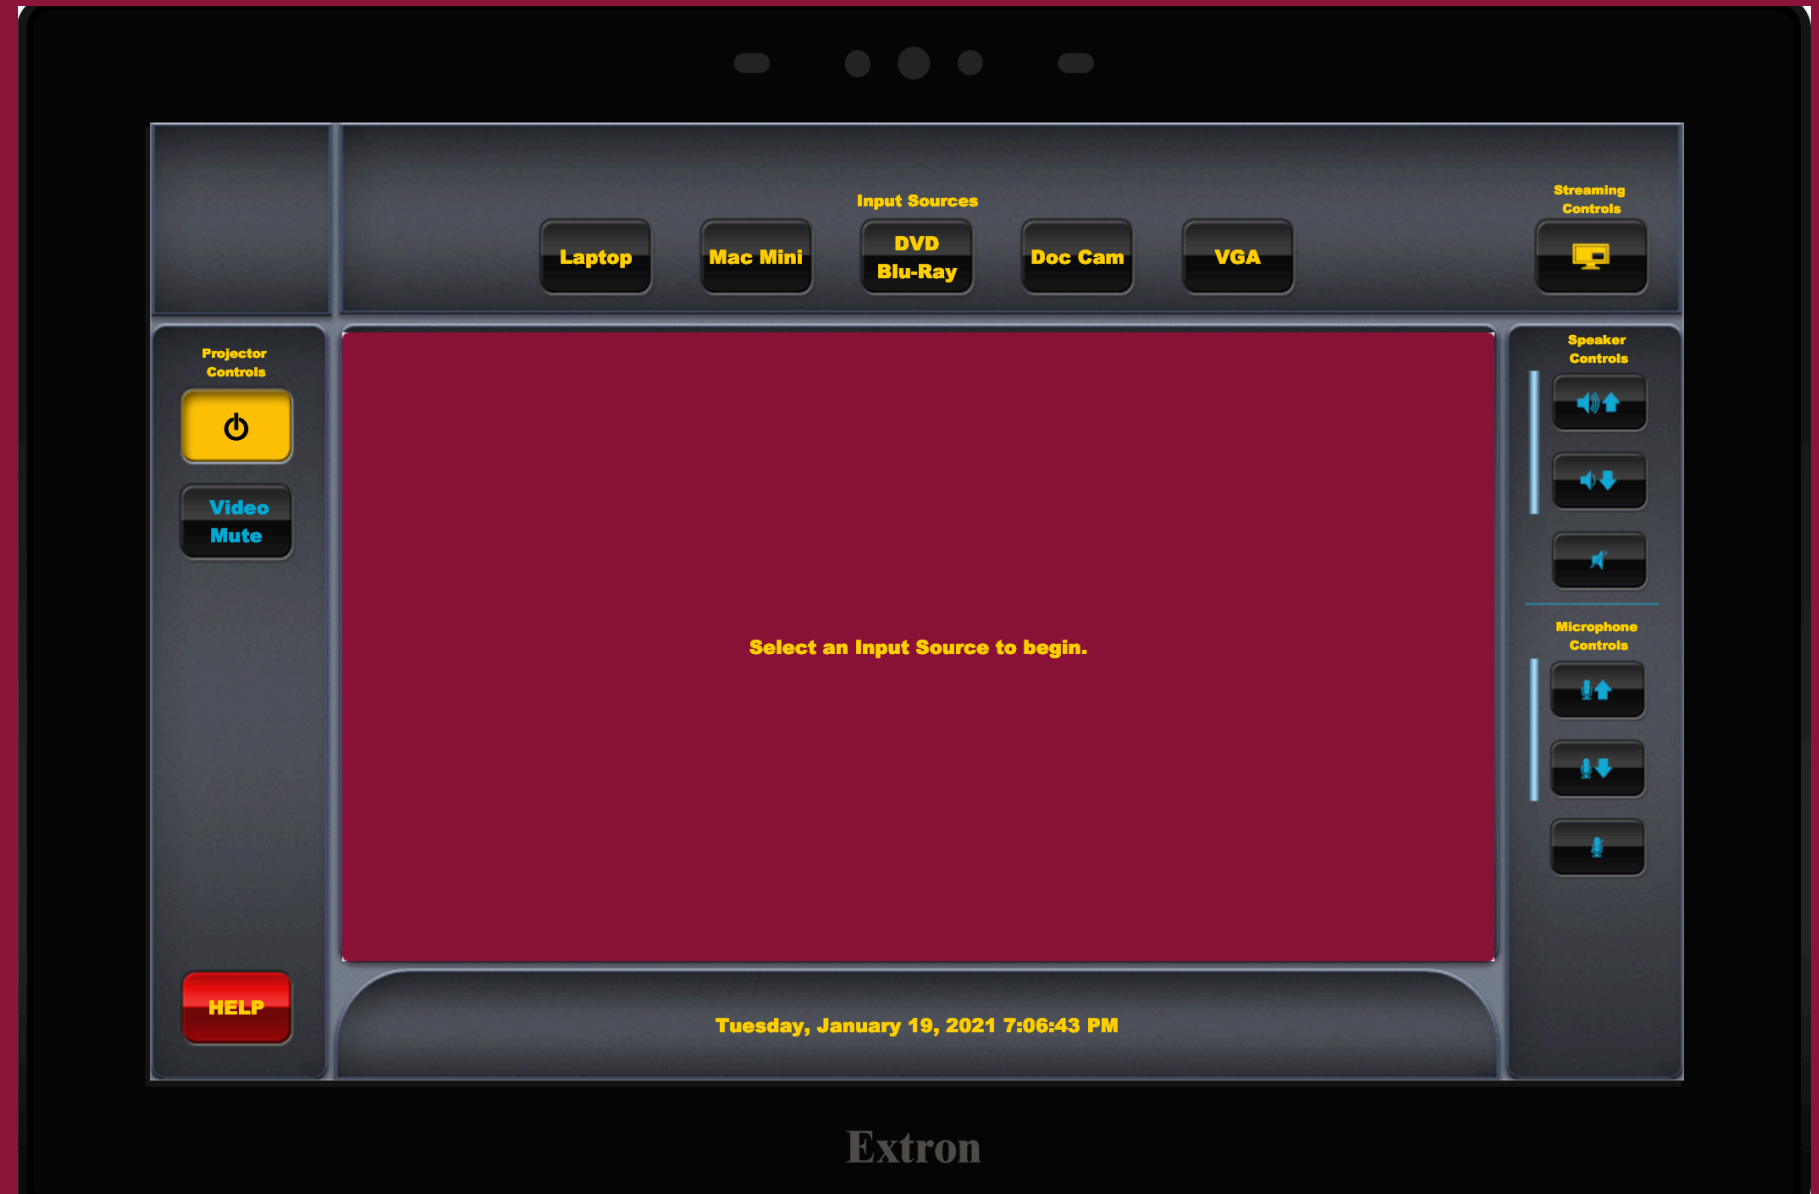 Input Sources
Streaming
Controls
Laptop
Mac Mini
DVD
Blu-Ray
Doc Cam
VGA
Projector
Controls
Video
Mute
HELP
Select an Input Source to begin.
Speaker
Controls
Microphone
Controls
Tuesday, January 19, 2021 7:06:43 PM
Extron